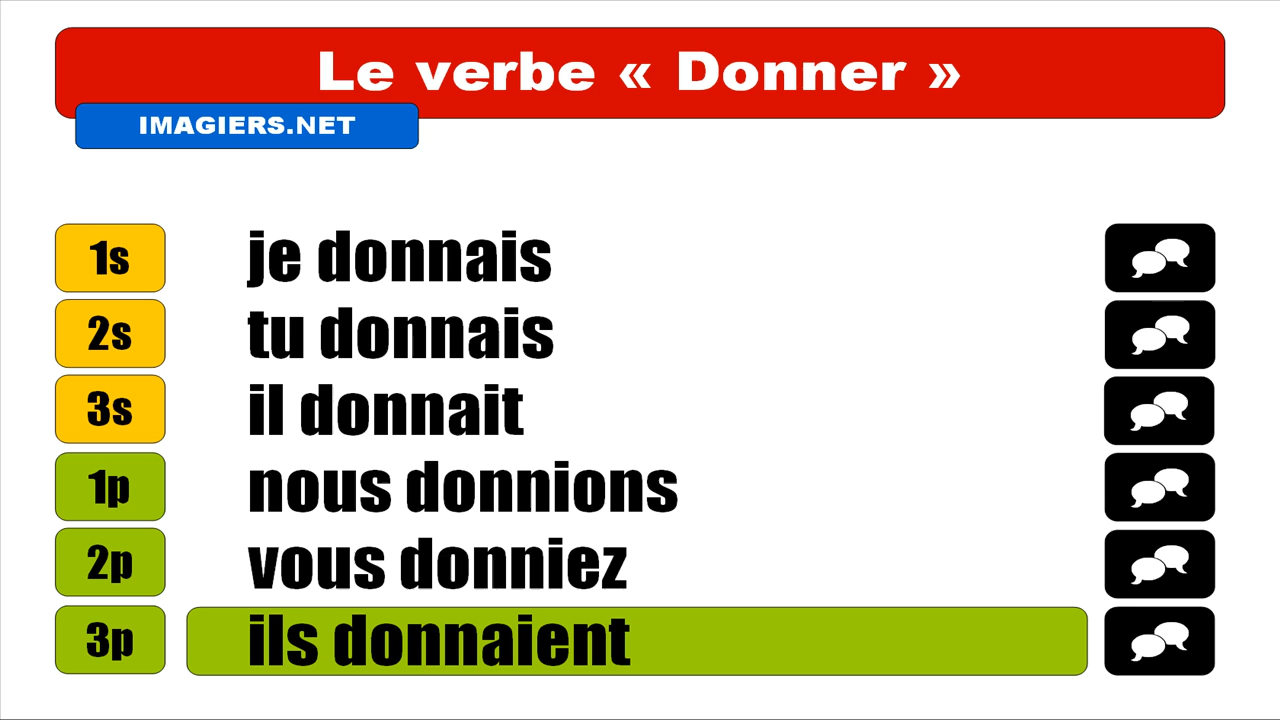 Le verbe « Donner »
IMAGIERS.NET
1s je donnais
2s tu donnais
3s il donnait
1p nous donnions
2p vous donniez
3p ils donnaient